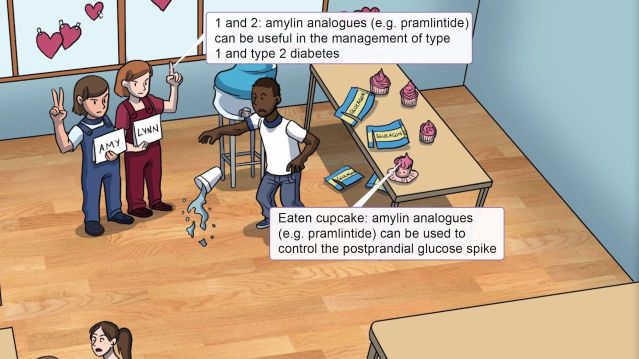 1 and 2: amylin analogues (e.g. pramlintide)
can be useful in the management of type
1 and type 2 diabetes
AMY
LYNN
GLUCAGON
Eaten cupcake: amylin analogues
(e.g. pramlintide) can be used to
control the postprandial glucose spike